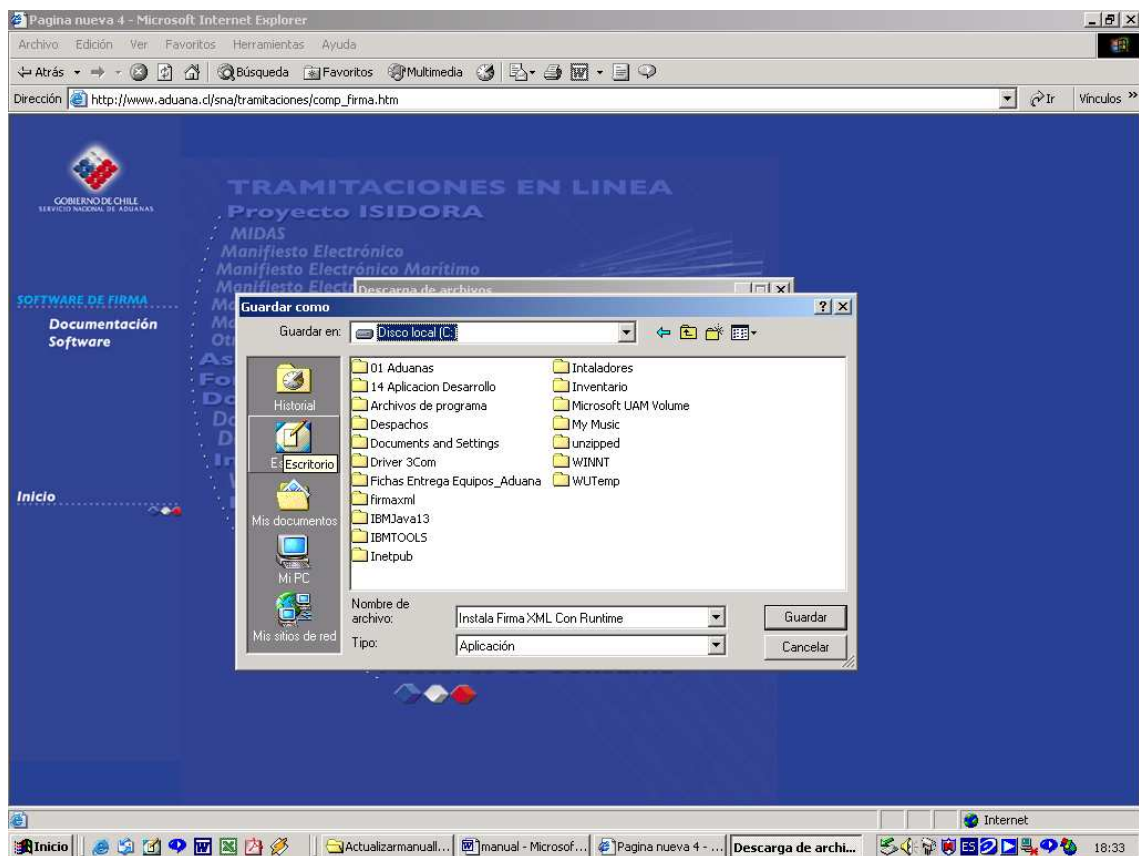 Pagina nueva 4 - Microsoft Internet Explorer
Archivo Edición Ver Favoritos Herramientas Ayuda
Atrás Búsqueda Favoritos Multimedia
Dirección http://www.aduana.cl/sna/tramitaciones/comp_firma.htm Ir Vínculos »
GOBIERNO DE CHILE
SERVICIO NACIONAL DE ADUANAS
TRAMITACIONES EN LINEA
Proyecto ISIDORA
MIDAS
Manifiesto Electrónico
Manifiesto Electrónico Marítimo
Manifiesto Elect
Descarga de archivos
SOFTWARE DE FIRMA
Documentación
Software
Inicio
Guardar como
Guardar en: Disco local (C:)
Historial
Escritorio
Mis documentos
Mi PC
Mis sitios de red
01 Aduanas
14 Aplicacion Desarrollo
Archivos de programa
Despachos
Documents and Settings
Driver 3Com
Fichas Entrega Equipos_Aduana
firmaxml
IBMJava13
IBMTOOLS
Inetpub
Intaladores
Inventario
Microsoft UAM Volume
My Music
unzipped
WINNT
WUTemp
Nombre de
archivo: Instala Firma XML Con Runtime Guardar
Tipo: Aplicación Cancelar
Internet
Inicio Actualizarmanuall... manual - Microsof... Pagina nueva 4 - ... Descarga de archi... ES 18:33